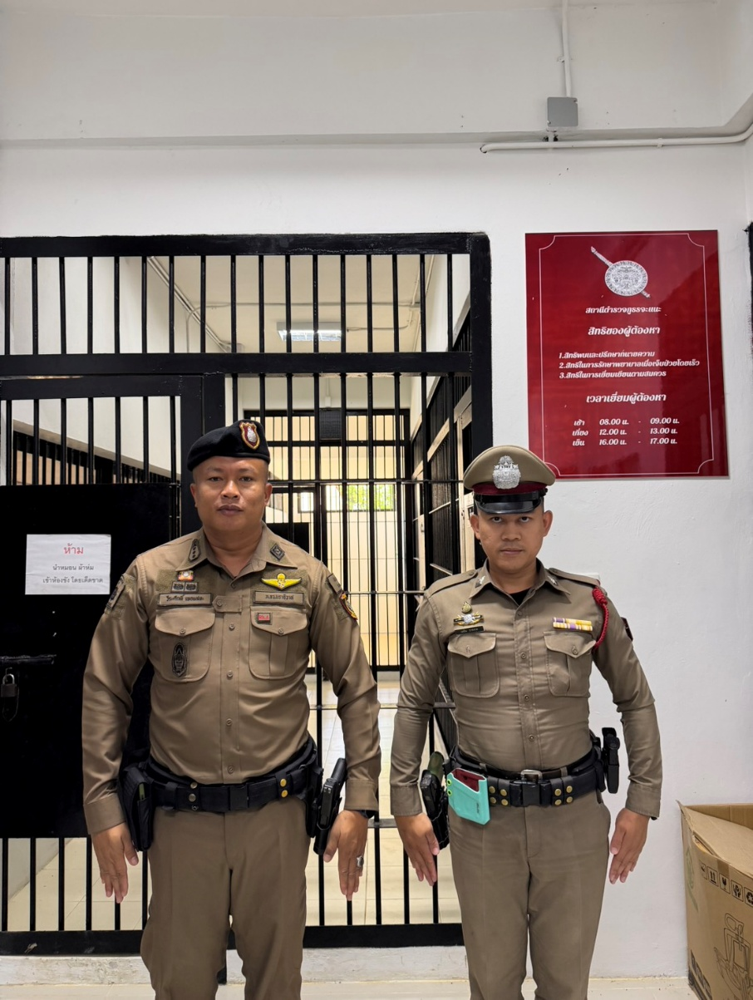 สถานีตำรวจภูธรจะแนะ
สิทธิของผู้ต้องหา
1.สิทธิพบและปรึกษาทนายความ
2.สิทธิในการรักษาพยาบาลเมื่อเจ็บป่วยโดยเร็ว
3.สิทธิในการเยี่ยมเยียนตามสมควร
เวลาเยี่ยมผู้ต้องหา
เช้า 08.00 น. - 09.00 น.
เที่ยง 12.00 น. - 13.00 น.
เย็น 16.00 น. - 17.00 น.
ห้าม
นำหมอน ผ้าห่ม
เข้าห้องขัง โดยเด็ดขาด